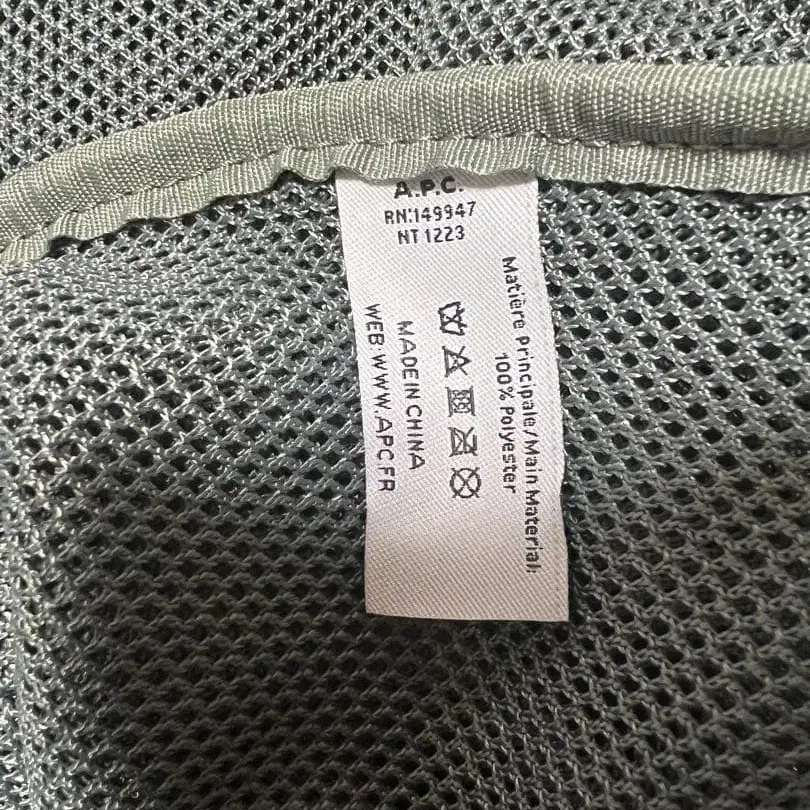 A.P.C.
RN:149947
NT 1223
Matière Principale/Main Material:
100% Polyester
MADE IN CHINA
WEB WWW.APC.FR